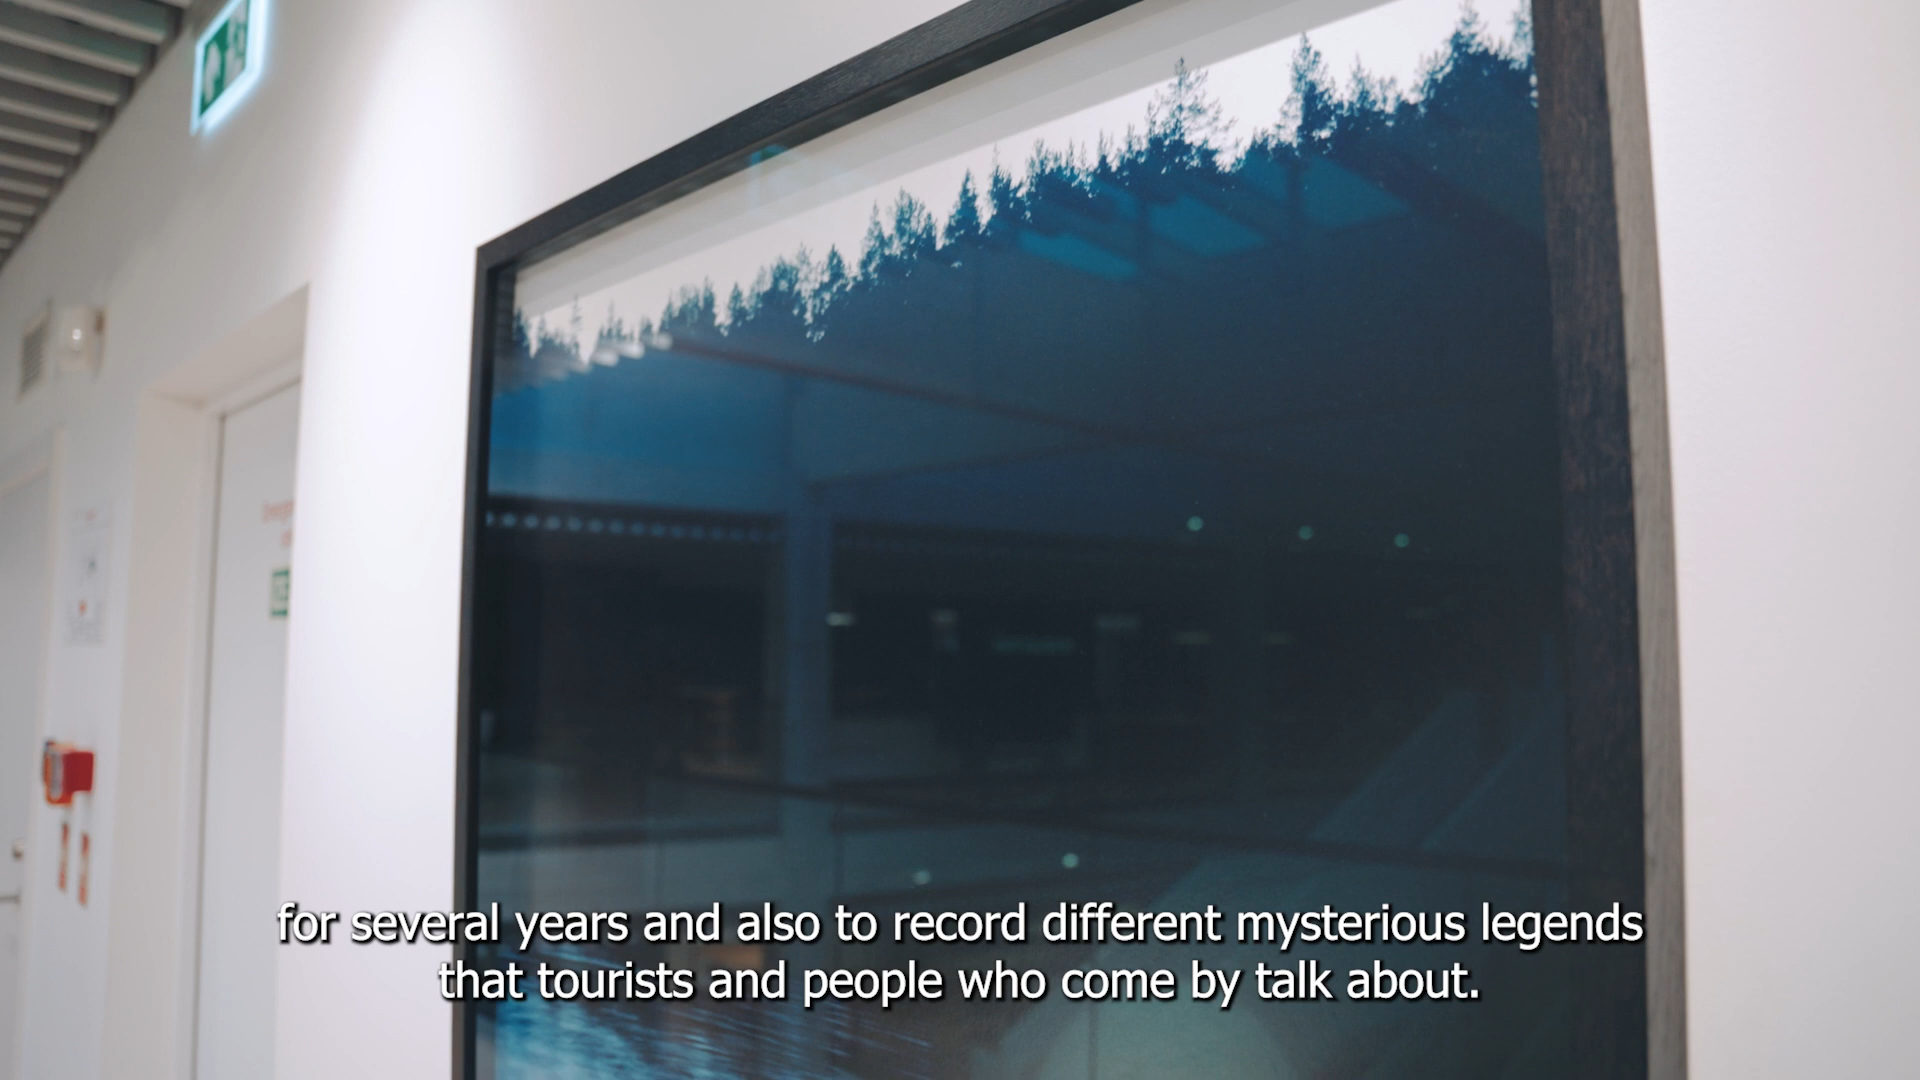 for several years and also to record different mysterious legends
that tourists and people who come by talk about.